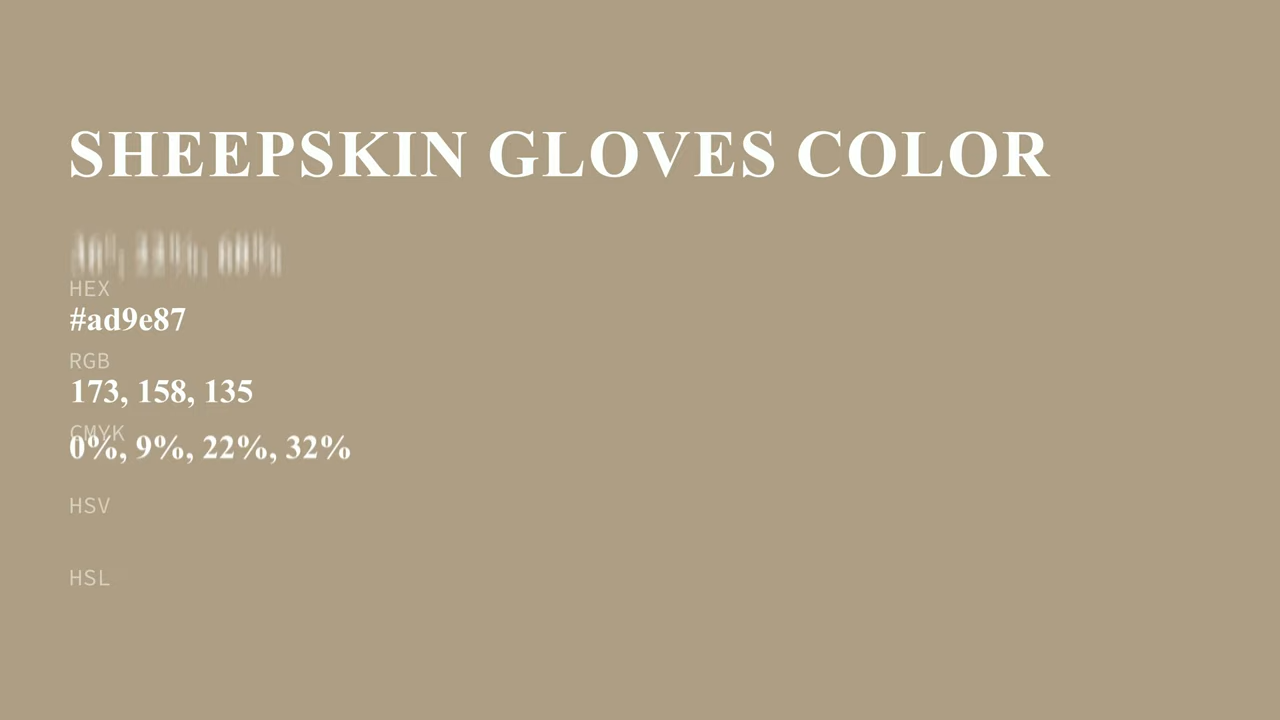 SHEEPSKIN GLOVES COLOR
HEX
#ad9e87
RGB
173, 158, 135
CMYK
0%, 9%, 22%, 32%
HSV
HSL